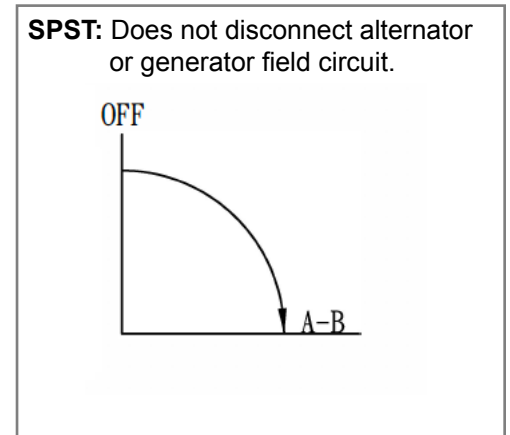 SPST: Does not disconnect alternator
or generator field circuit.
OFF
A-B